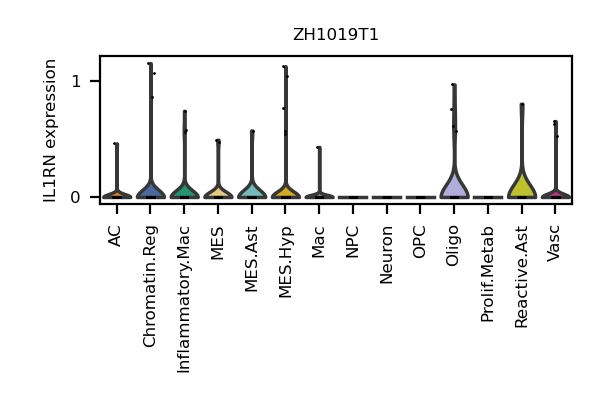 ZH1019T1
IL1RN expression
1
0
AC
Chromatin.Reg
Inflammatory.Mac
MES
MES.Ast
MES.Hyp
Mac
NPC
Neuron
OPC
Oligo
Prolif.Metab
Reactive.Ast
Vasc